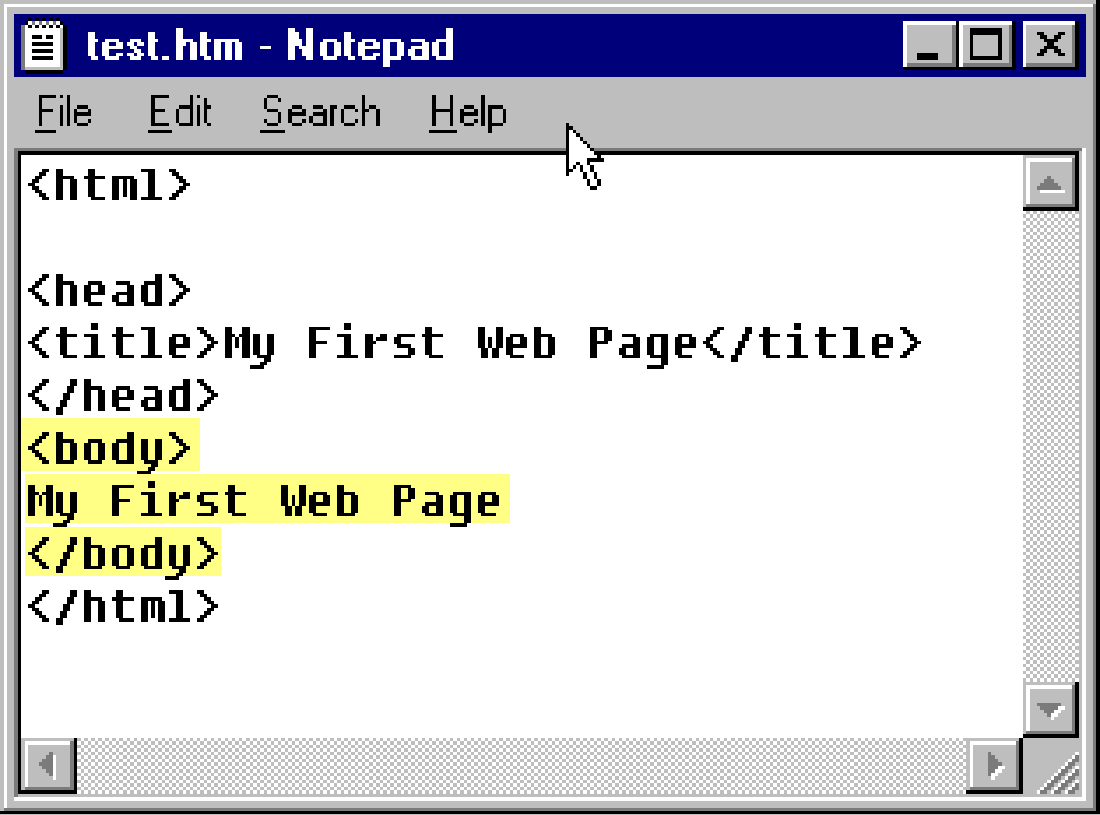 test.htm - Notepad
File Edit Search Help
<html>

<head>
<title>My First Web Page</title>
</head>
<body>
My First Web Page
</body>
</html>